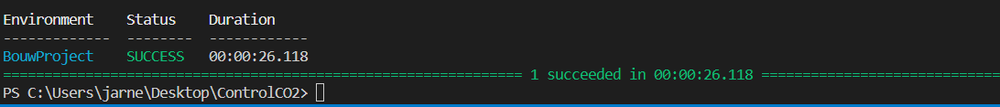 Environment    Status    Duration
-------------  --------  ------------
BouwProject    SUCCESS   00:00:26.118
=============================================================== 1 succeeded in 00:00:26.118 =============================
PS C:\Users\jarne\Desktop\ControlCO2>